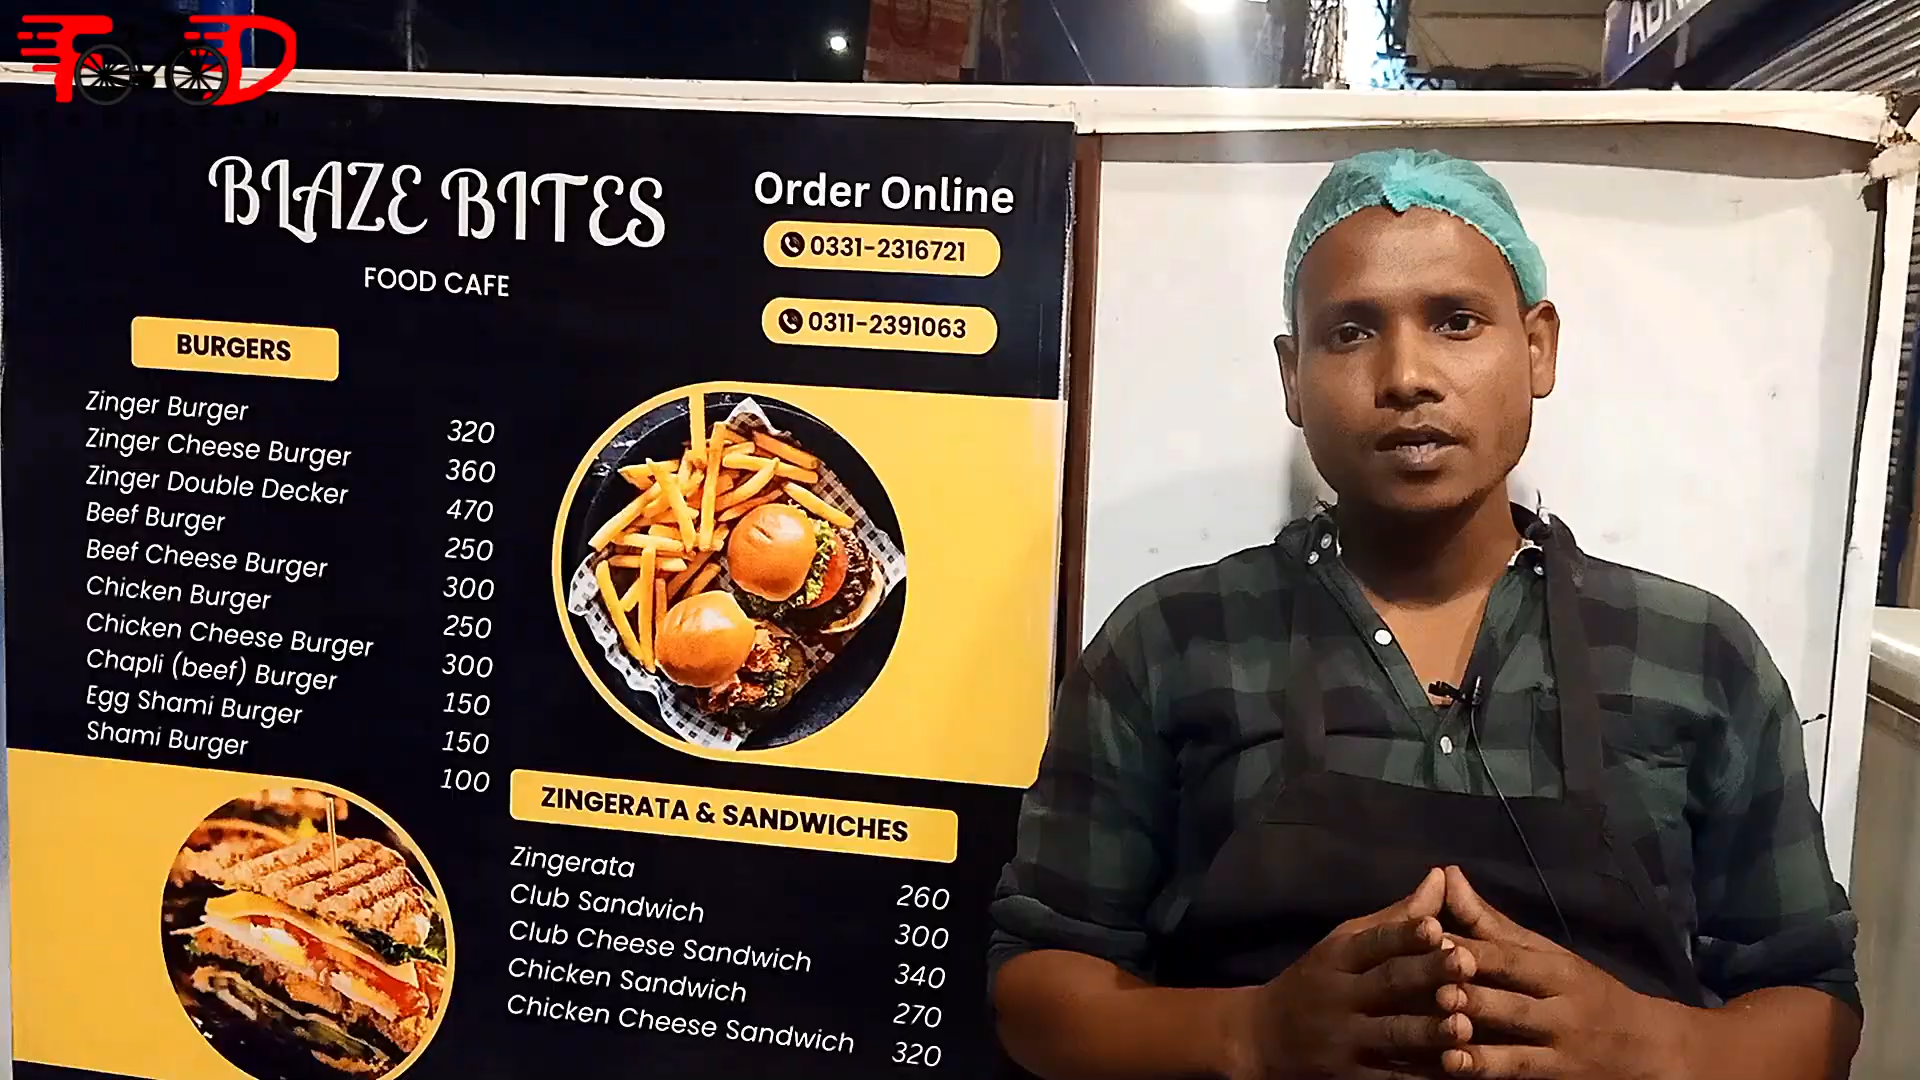 FOOD
BLAZE BITES
FOOD CAFE
Order Online
0331-2316721
0311-2391063
BURGERS
Zinger Burger 320
Zinger Cheese Burger 360
Zinger Double Decker 470
Beef Burger 250
Beef Cheese Burger 300
Chicken Burger 250
Chicken Cheese Burger 300
Chapli (beef) Burger 150
Egg Shami Burger 150
Shami Burger 100
ZINGERATA & SANDWICHES
Zingerata 260
Club Sandwich 300
Club Cheese Sandwich 340
Chicken Sandwich 270
Chicken Cheese Sandwich 320